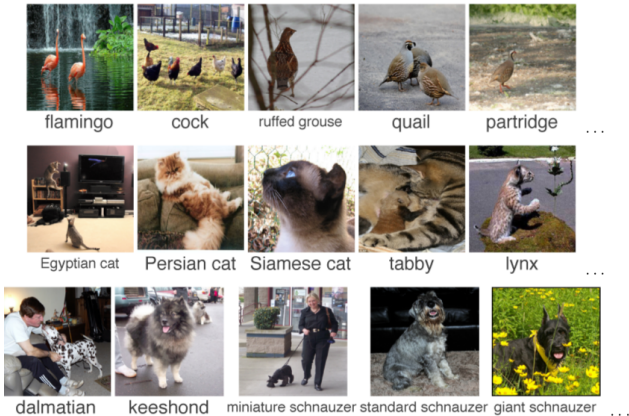 flamingo
cock
ruffed grouse
quail
partridge
...
Egyptian cat
Persian cat
Siamese cat
tabby
lynx
...
dalmatian
keeshond
miniature schnauzer
standard schnauzer
giant schnauzer
...